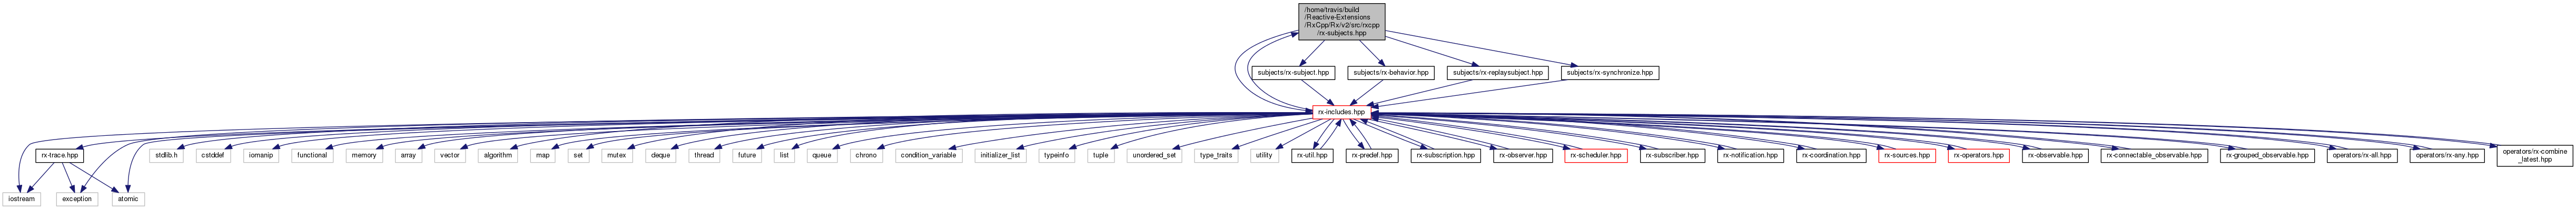 /home/travis/build
/Reactive-Extensions
/RxCpp/Rx/v2/src/rxcpp
/rx-subjects.hpp
subjects/rx-subject.hpp
subjects/rx-behavior.hpp
subjects/rx-replaysubject.hpp
subjects/rx-synchronize.hpp
rx-includes.hpp
rx-trace.hpp
stdlib.h
cstddef
iomanip
functional
memory
array
vector
algorithm
map
set
mutex
deque
thread
future
list
queue
chrono
condition_variable
initializer_list
typeinfo
tuple
unordered_set
type_traits
utility
rx-util.hpp
rx-predef.hpp
rx-subscription.hpp
rx-observer.hpp
rx-scheduler.hpp
rx-subscriber.hpp
rx-notification.hpp
rx-coordination.hpp
rx-sources.hpp
rx-operators.hpp
rx-observable.hpp
rx-connectable_observable.hpp
rx-grouped_observable.hpp
operators/rx-all.hpp
operators/rx-any.hpp
operators/rx-combine
_latest.hpp
iostream
exception
atomic